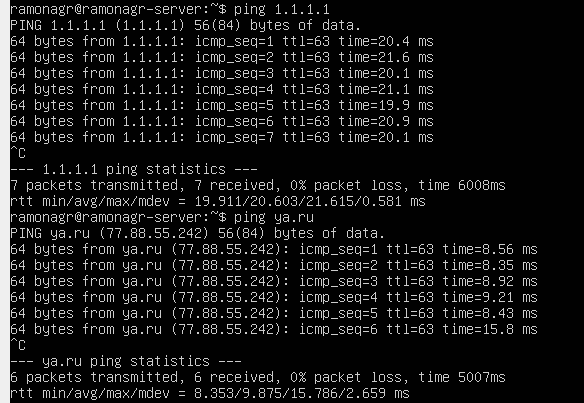 ramonagr@ramonagr-server:~$ ping 1.1.1.1
PING 1.1.1.1 (1.1.1.1) 56(84) bytes of data.
64 bytes from 1.1.1.1: icmp_seq=1 ttl=63 time=20.4 ms
64 bytes from 1.1.1.1: icmp_seq=2 ttl=63 time=21.6 ms
64 bytes from 1.1.1.1: icmp_seq=3 ttl=63 time=20.1 ms
64 bytes from 1.1.1.1: icmp_seq=4 ttl=63 time=21.1 ms
64 bytes from 1.1.1.1: icmp_seq=5 ttl=63 time=19.9 ms
64 bytes from 1.1.1.1: icmp_seq=6 ttl=63 time=20.9 ms
64 bytes from 1.1.1.1: icmp_seq=7 ttl=63 time=20.1 ms
^C
--- 1.1.1.1 ping statistics ---
7 packets transmitted, 7 received, 0% packet loss, time 6008ms
rtt min/avg/max/mdev = 19.911/20.603/21.615/0.581 ms
ramonagr@ramonagr-server:~$ ping ya.ru
PING ya.ru (77.88.55.242) 56(84) bytes of data.
64 bytes from ya.ru (77.88.55.242): icmp_seq=1 ttl=63 time=8.56 ms
64 bytes from ya.ru (77.88.55.242): icmp_seq=2 ttl=63 time=8.35 ms
64 bytes from ya.ru (77.88.55.242): icmp_seq=3 ttl=63 time=8.92 ms
64 bytes from ya.ru (77.88.55.242): icmp_seq=4 ttl=63 time=9.21 ms
64 bytes from ya.ru (77.88.55.242): icmp_seq=5 ttl=63 time=8.43 ms
64 bytes from ya.ru (77.88.55.242): icmp_seq=6 ttl=63 time=15.8 ms
^C
--- ya.ru ping statistics ---
6 packets transmitted, 6 received, 0% packet loss, time 5007ms
rtt min/avg/max/mdev = 8.353/9.875/15.786/2.659 ms